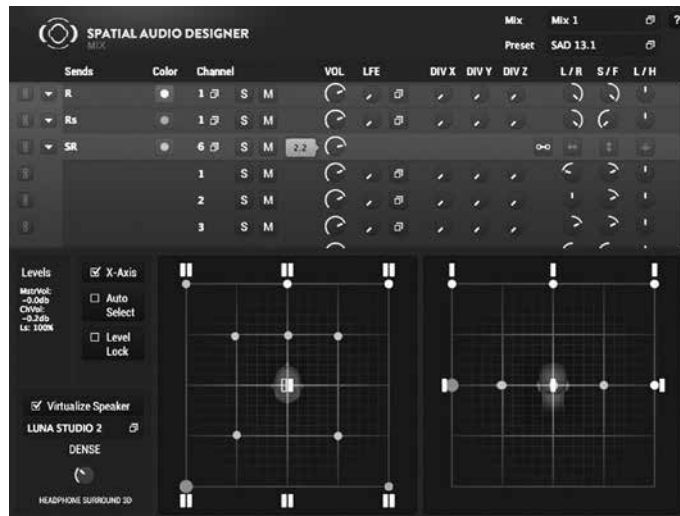 Mix Mix 1 ?
SPATIAL AUDIO DESIGNER
MIX
Preset SAD 13.1
Sends Color Channel VOL LFE DIV X DIV Y DIV Z L / R S / F L / H
R 1 S M
Rs 1 S M
SR 6 S M 2.2
1 S M
2 S M
3 S M
Levels
X-Axis
MstrVol:
-0.0db
ChVol:
-0.2db
Ls: 100%
Auto
Select
Level
Lock
Virtualize Speaker
LUNA STUDIO 2
DENSE
HEADPHONE SURROUND 3D